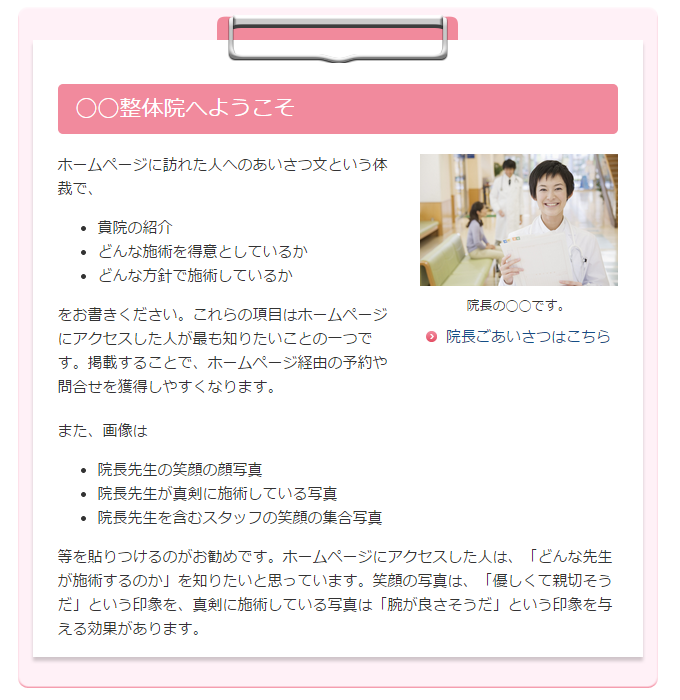 〇〇整体院へようこそ
ホームページに訪れた人へのあいさつ文という体
裁で、
• 貴院の紹介
• どんな施術を得意としているか
• どんな方針で施術しているか
をお書きください。これらの項目はホームページ
にアクセスした人が最も知りたいことの一つで
す。掲載することで、ホームページ経由の予約や
問合せを獲得しやすくなります。
院長の〇〇です。
院長ごあいさつはこちら
また、画像は
• 院長先生の笑顔の顔写真
• 院長先生が真剣に施術している写真
• 院長先生を含むスタッフの笑顔の集合写真
等を貼りつけるのがお勧めです。ホームページにアクセスした人は、「どんな先生
が施術するのか」を知りたいと思っています。笑顔の写真は、「優しくて親切そう
だ」という印象を、真剣に施術している写真は「腕が良さそうだ」という印象を与
える効果があります。